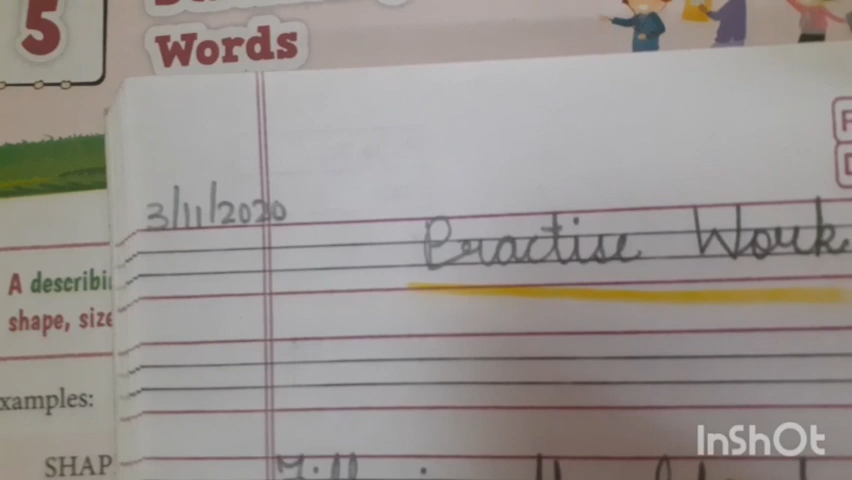 5
Words
3/11/2020
Practise Work
A describi
shape, size
xamples:
SHAP
InShOt